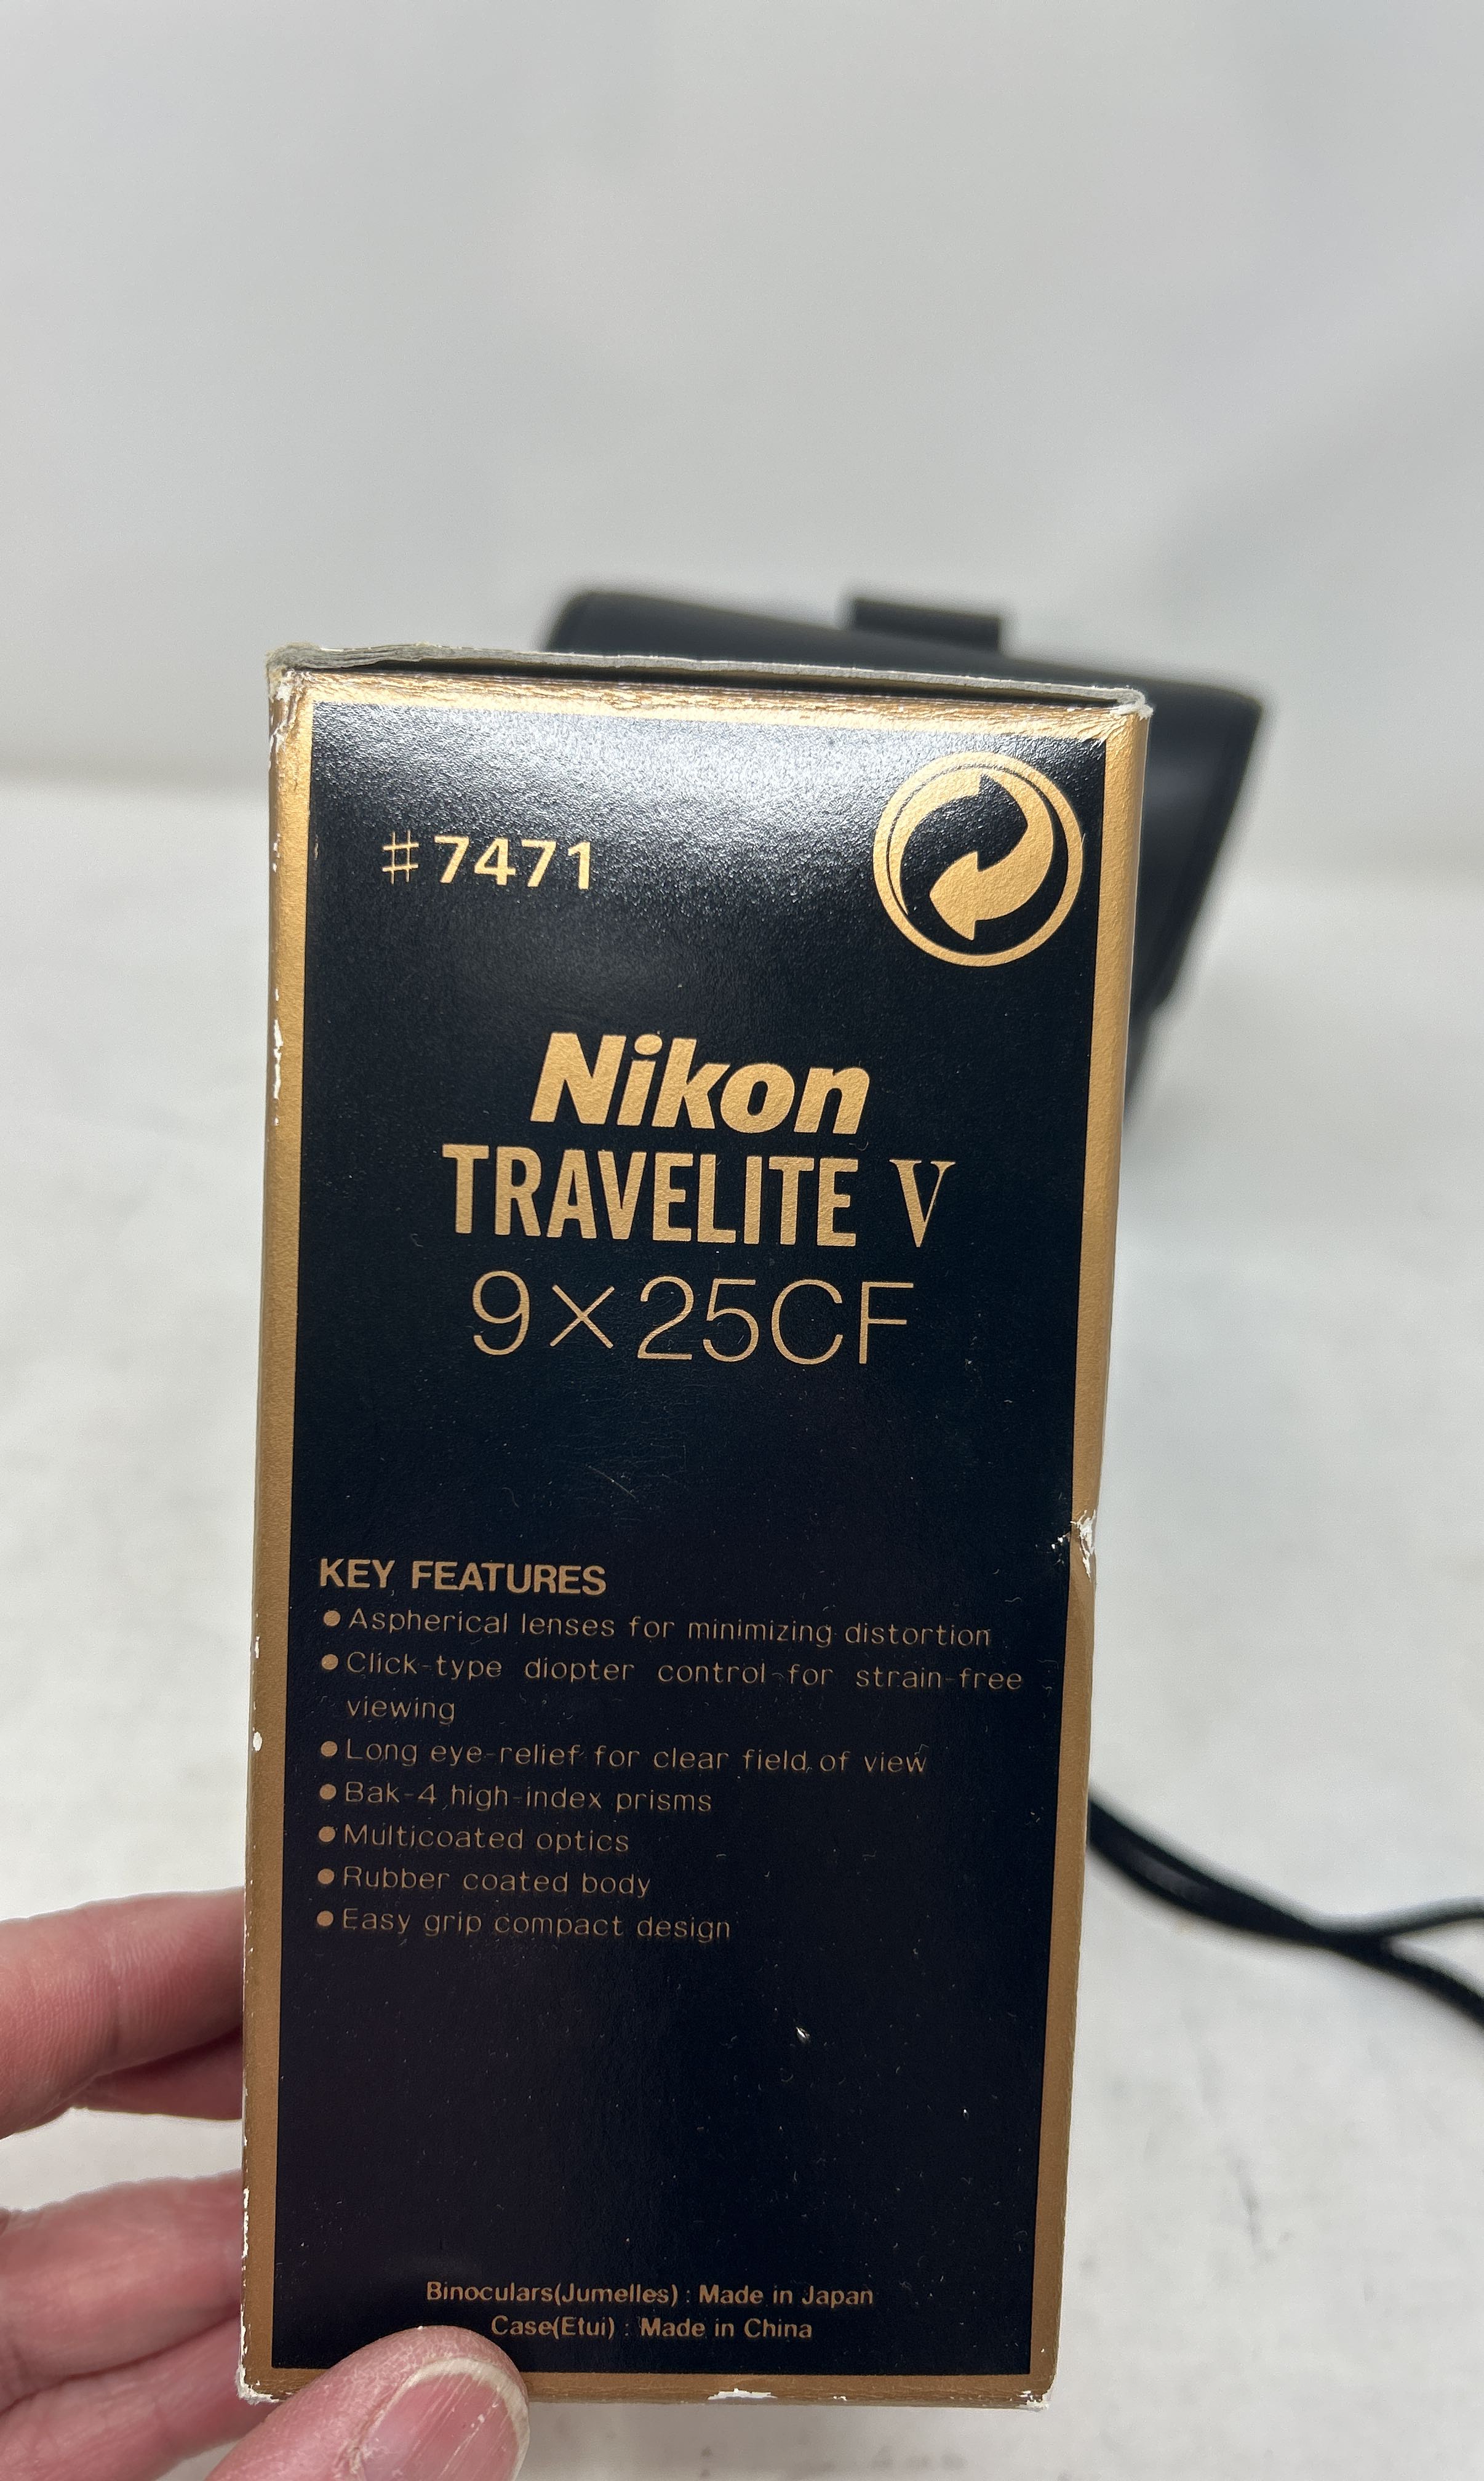 #7471
Nikon
TRAVELITE V
9×25CF
KEY FEATURES
●Aspherical lenses for minimizing distortion
●Click-type diopter control for strain-free
viewing
●Long eye-relief for clear field of view
●Bak-4 high-index prisms
●Multicoated optics
●Rubber coated body
●Easy grip compact design
Binoculars(Jumelles) : Made in Japan
Case(Etui) : Made in China